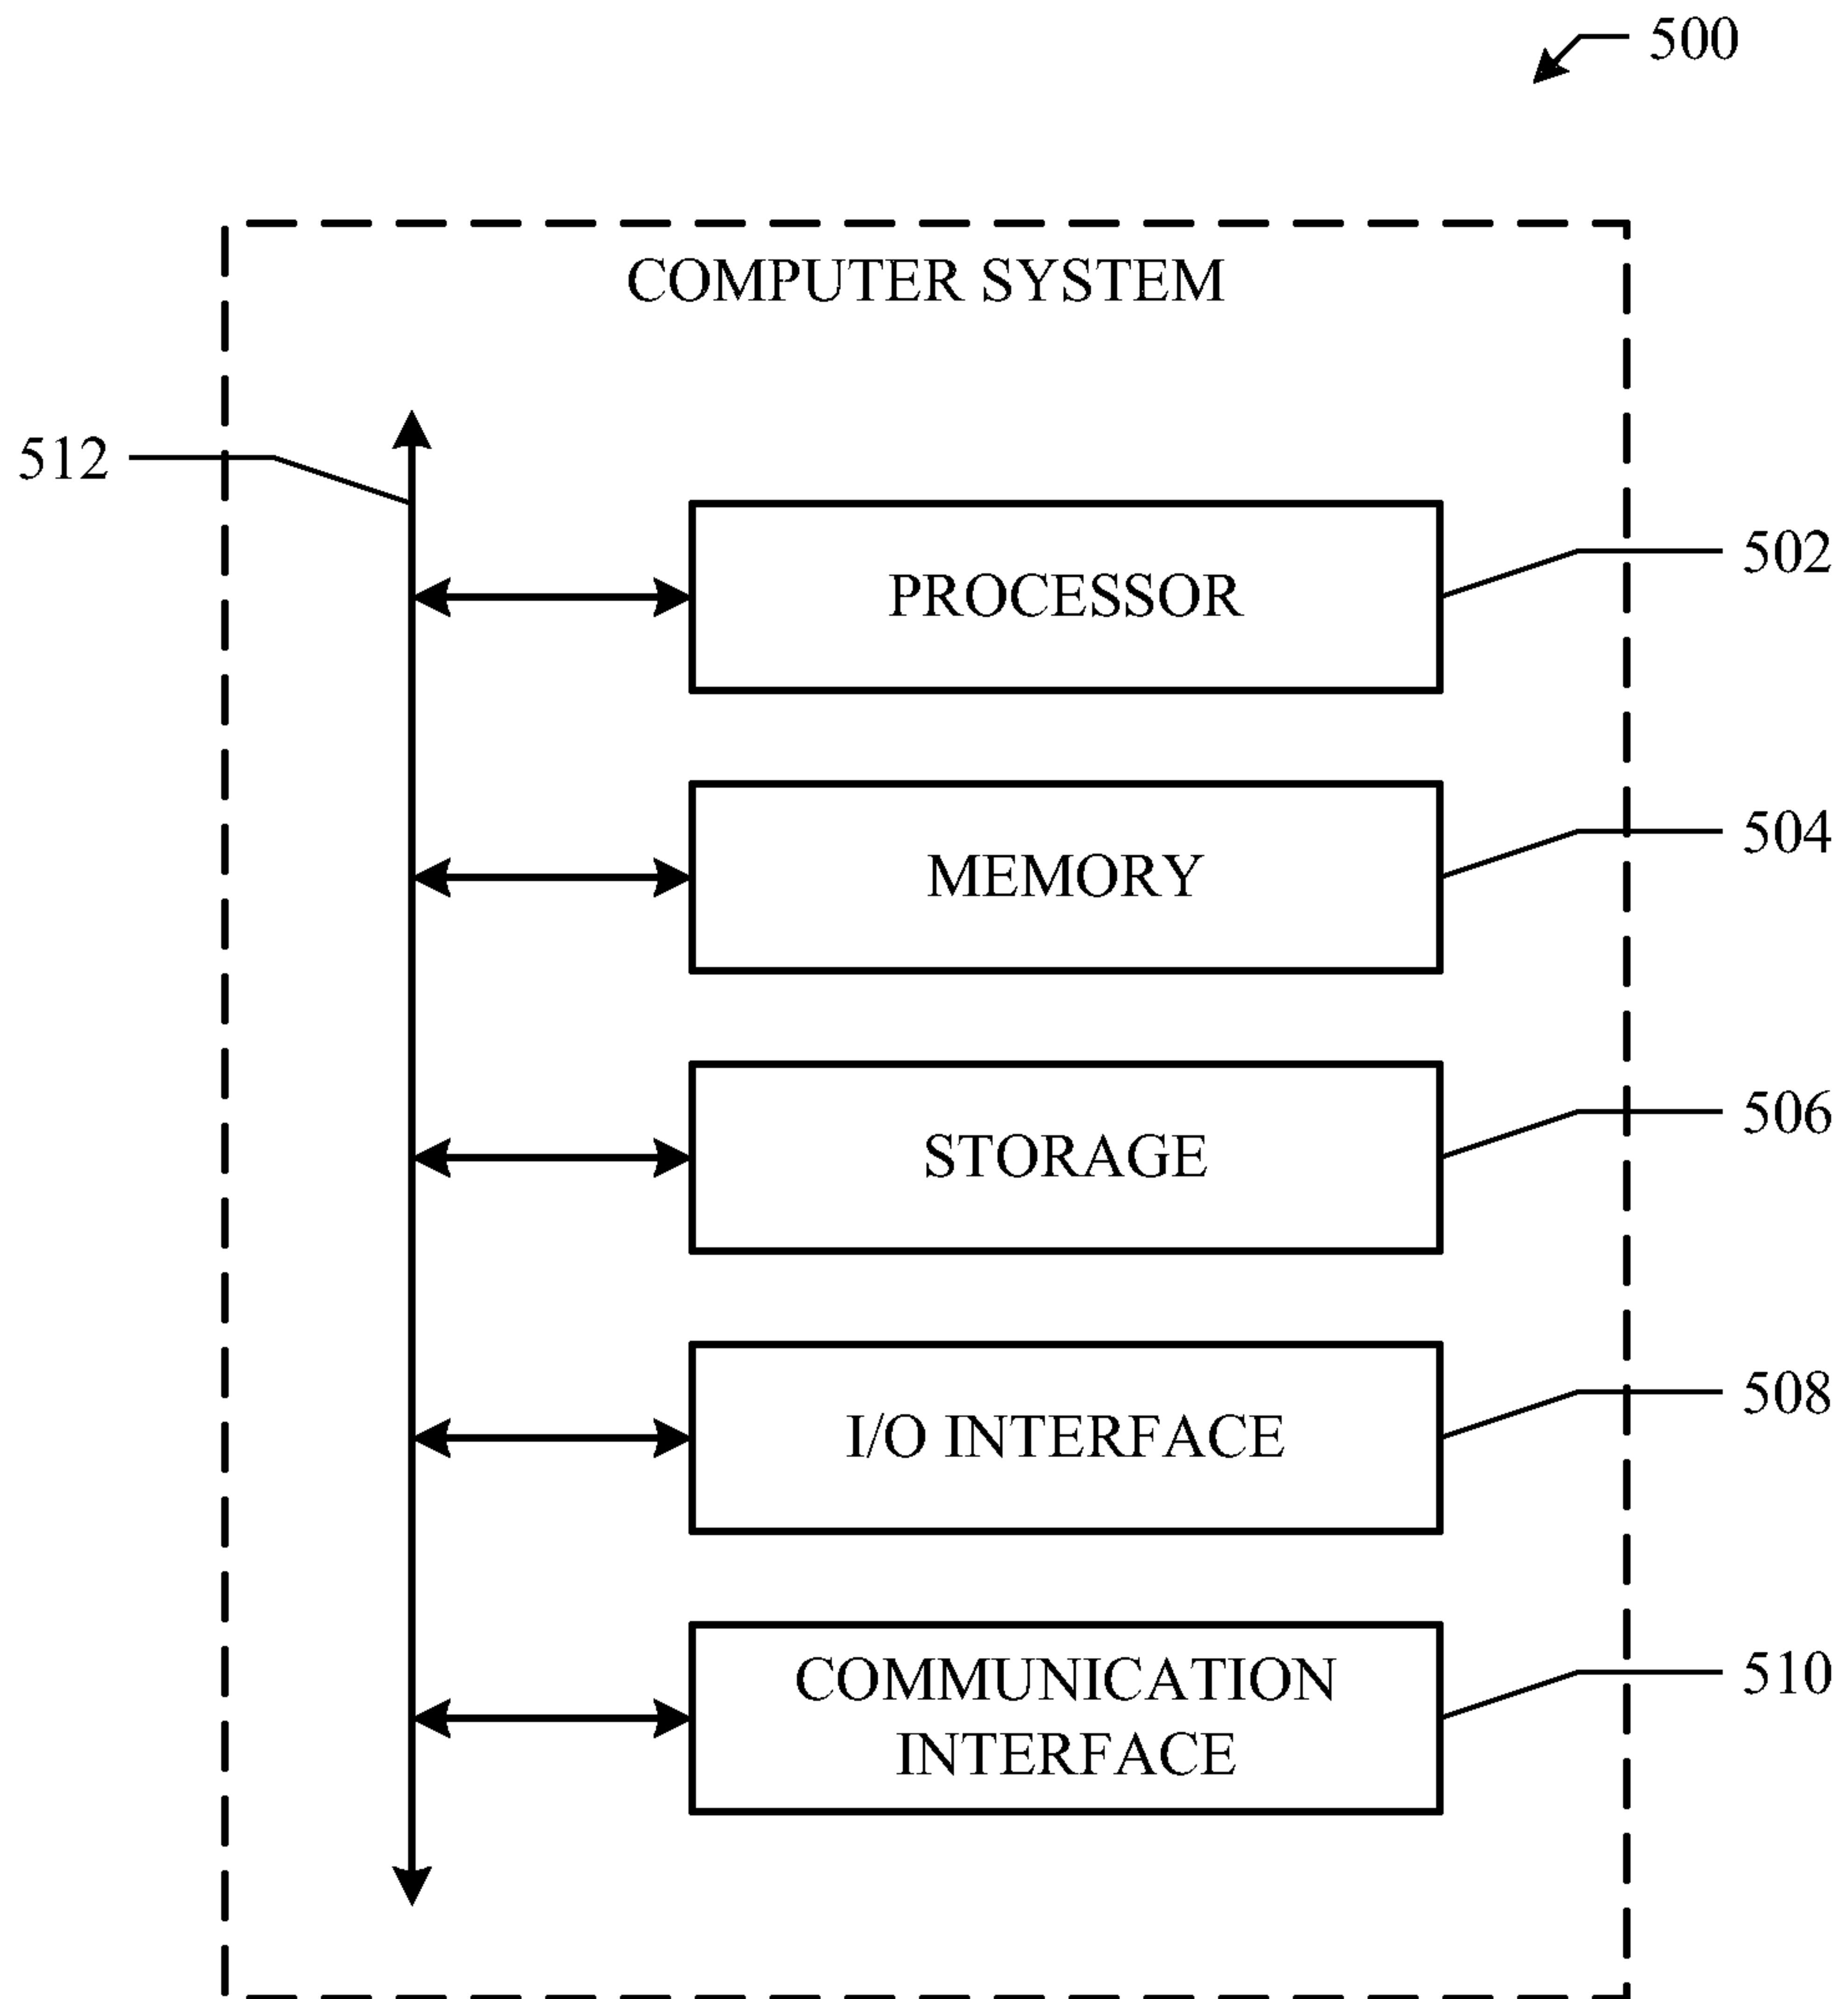 500
COMPUTER SYSTEM
512
PROCESSOR
502
MEMORY
504
STORAGE
506
I/O INTERFACE
508
COMMUNICATION
INTERFACE
510